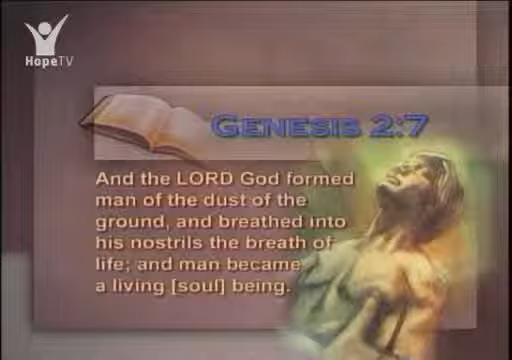 HopeTV
GENESIS 2:7
And the LORD God formed
man of the dust of the
ground, and breathed into
his nostrils the breath of
life; and man became
a living [soul] being.